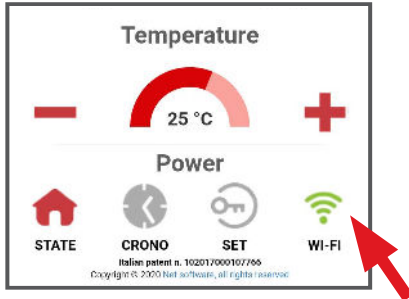 Temperature
25 °C
Power
STATE CRONO SET WI-FI
Italian patent n. 102017000107766
Copyright © 2020 Net software, all rights reserved